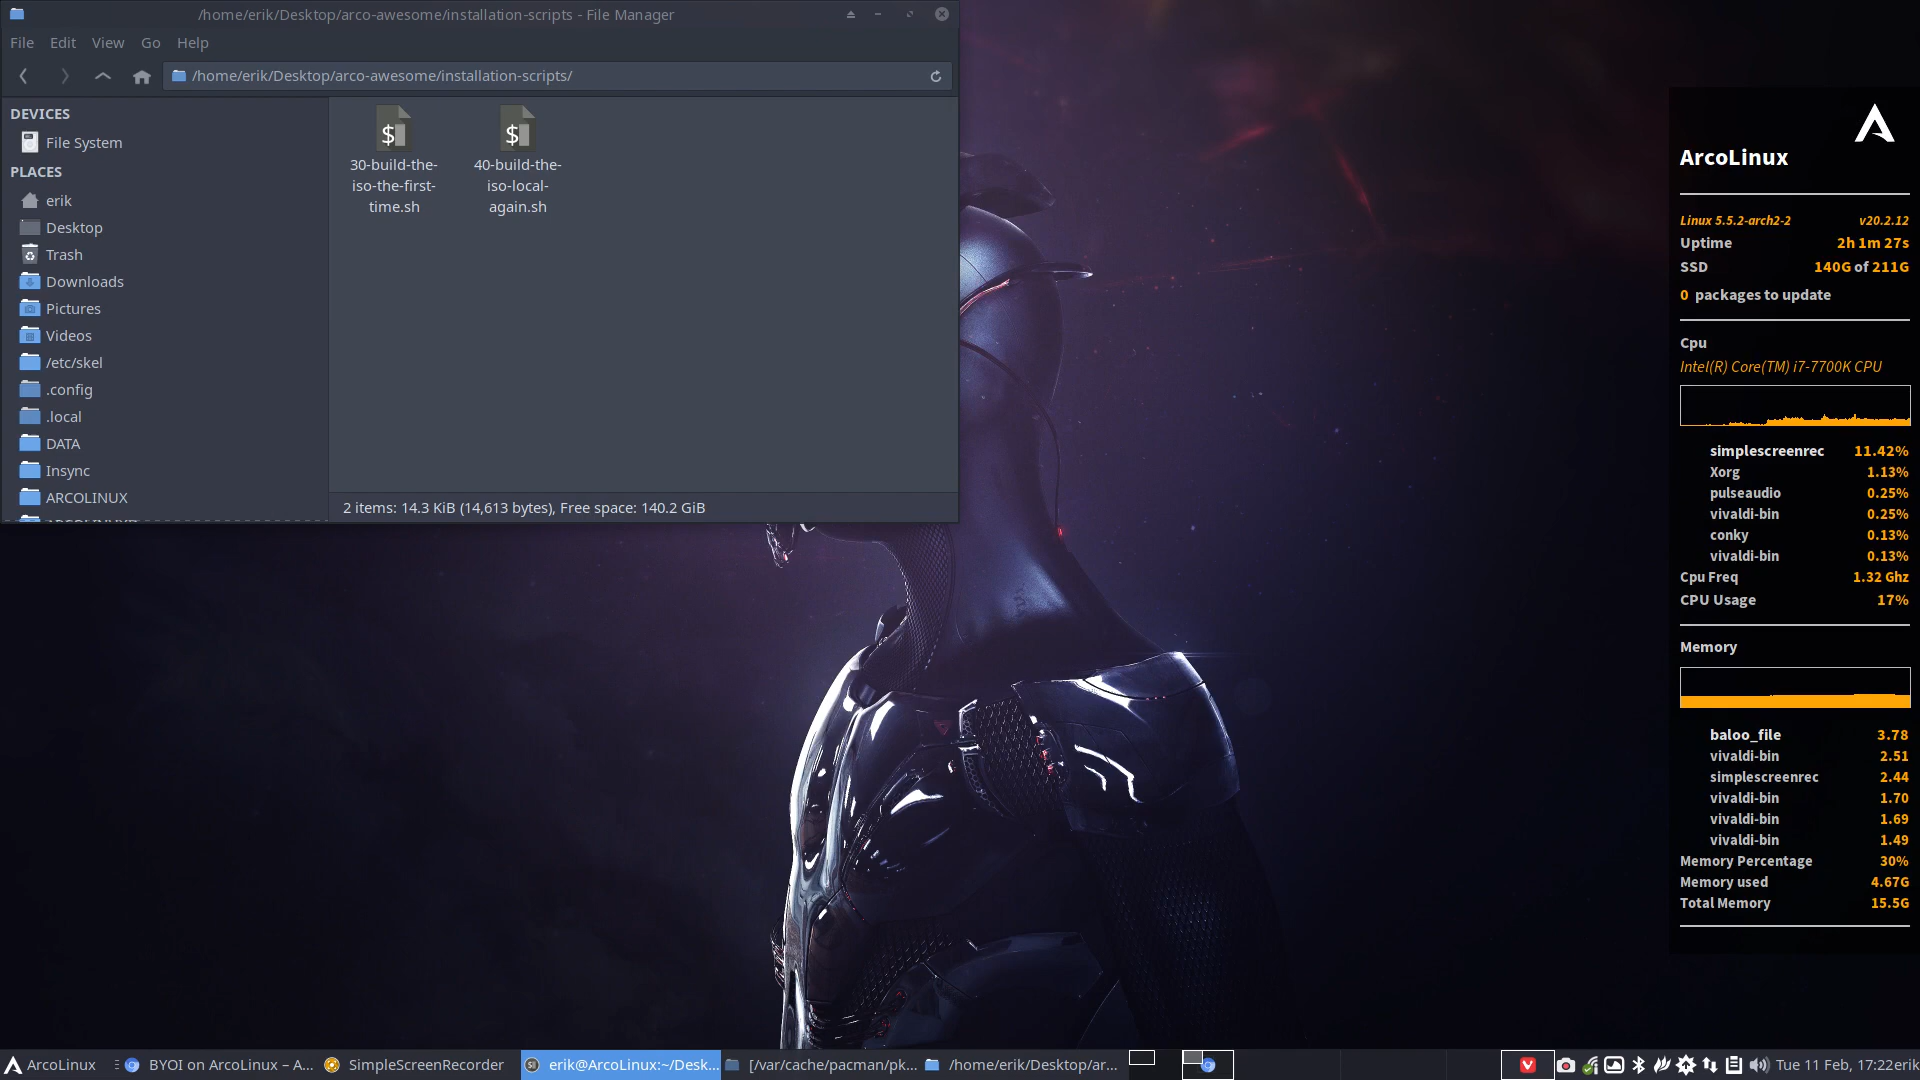 /home/erik/Desktop/arco-awesome/installation-scripts - File Manager
File Edit View Go Help
/home/erik/Desktop/arco-awesome/installation-scripts/
DEVICES
File System
PLACES
erik
Desktop
Trash
Downloads
Pictures
Videos
/etc/skel
.config
.local
DATA
Insync
ARCOLINUX
30-build-the-
iso-the-first-
time.sh
40-build-the-
iso-local-
again.sh
2 items: 14.3 KiB (14,613 bytes), Free space: 140.2 GiB
ArcoLinux
Linux 5.5.2-arch2-2 v20.2.12
Uptime 2h 1m 27s
SSD 140G of 211G
0 packages to update
Cpu
Intel(R) Core(TM) i7-7700K CPU
simplescreenrec 11.42%
Xorg 1.13%
pulseaudio 0.25%
vivaldi-bin 0.25%
conky 0.13%
vivaldi-bin 0.13%
Cpu Freq 1.32 Ghz
CPU Usage 17%
Memory
baloo_file 3.78
vivaldi-bin 2.51
simplescreenrec 2.44
vivaldi-bin 1.70
vivaldi-bin 1.69
vivaldi-bin 1.49
Memory Percentage 30%
Memory used 4.67G
Total Memory 15.5G
ArcoLinux BYOI on ArcoLinux – A... SimpleScreenRecorder erik@ArcoLinux:~/Desk... [/var/cache/pacman/pk... /home/erik/Desktop/ar... Tue 11 Feb, 17:22 erik